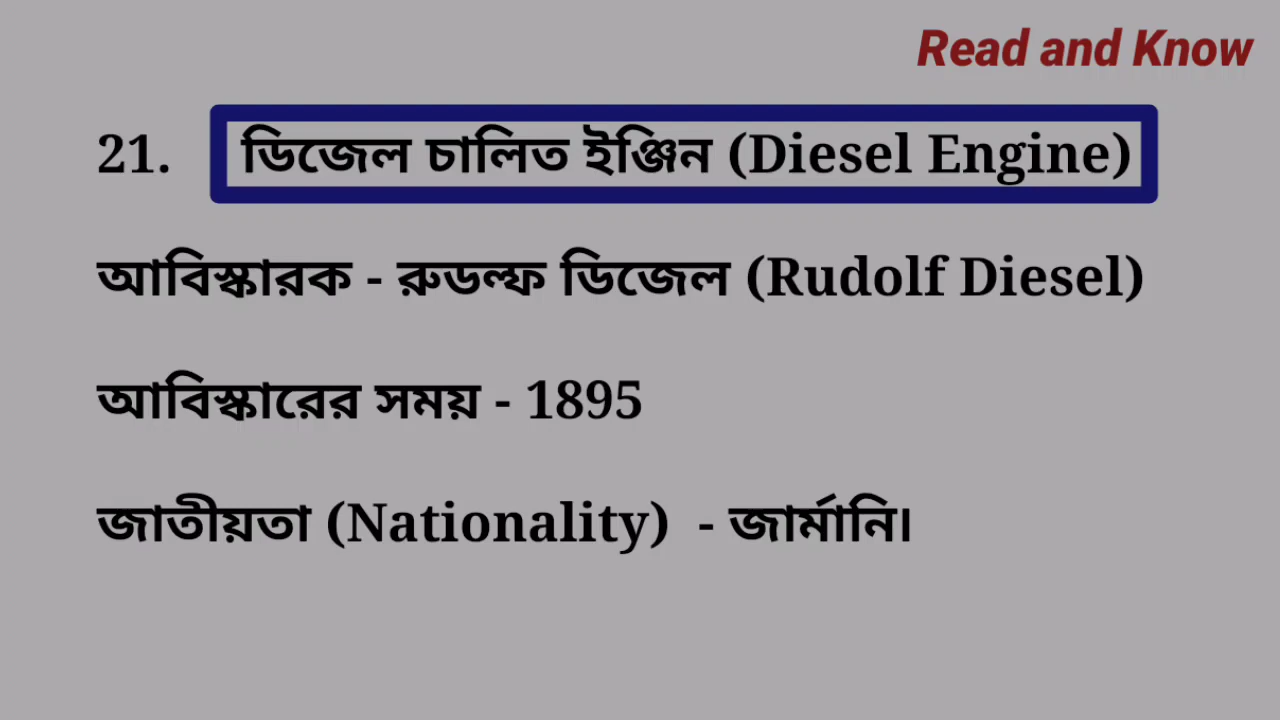 Read and Know
21. ডিজেল চালিত ইঞ্জিন (Diesel Engine)
আবিস্কারক - রুডল্ফ ডিজেল (Rudolf Diesel)
আবিস্কারের সময় - 1895
জাতীয়তা (Nationality) - জার্মানি।